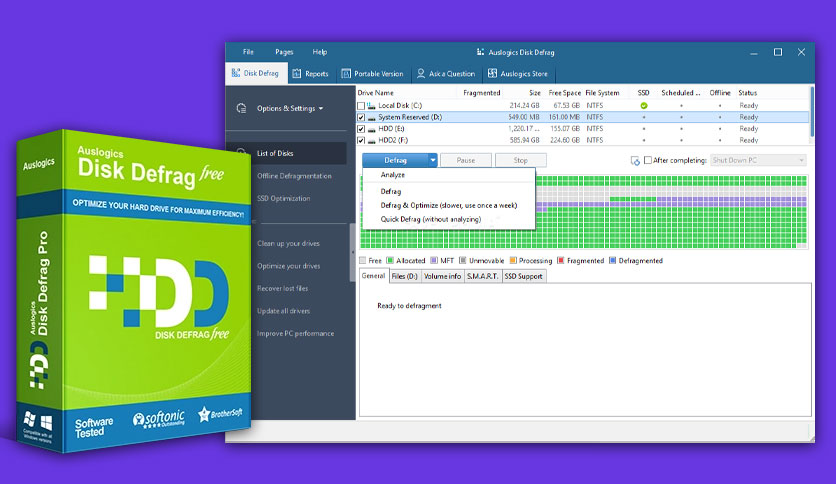 Auslogics
Disk Defrag Pro
Auslogics
Disk Defrag free
OPTIMIZE YOUR HARD DRIVE FOR MAXIMUM EFFICIENCY!
HDD
DISK DEFRAG free
Auslogics
Disk Defrag Pro
HDD
Compatible with all
Windows versions
Software
Tested
softonic
Outstanding
BrotherSoft
File Pages Help
Auslogics Disk Defrag
Disk Defrag Reports Portable Version Ask a Question Auslogics Store
Options & Settings
List of Disks
Offline Defragmentation
SSD Optimization
Clean up your drives
Optimize your drives
Recover lost files
Update all drivers
Improve PC performance
Drive Name Fragmented Size Free Space File System SSD Scheduled ... Offline Status
Local Disk (C:) 214.24 GB 67.53 GB NTFS Ready
System Reserved (D:) 549.00 MB 161.00 MB NTFS Ready
HDD (E:) 1,220.17... 155.07 GB NTFS Ready
HDD2 (F:) 585.94 GB 224.60 GB NTFS Ready
Defrag Pause Stop After completing: Shut Down PC
Analyze
Defrag
Defrag & Optimize (slower, use once a week)
Quick Defrag (without analyzing)
Free Allocated MFT Unmovable Processing Fragmented Defragmented
General Files (D:) Volume info S.M.A.R.T. SSD Support
Ready to defragment